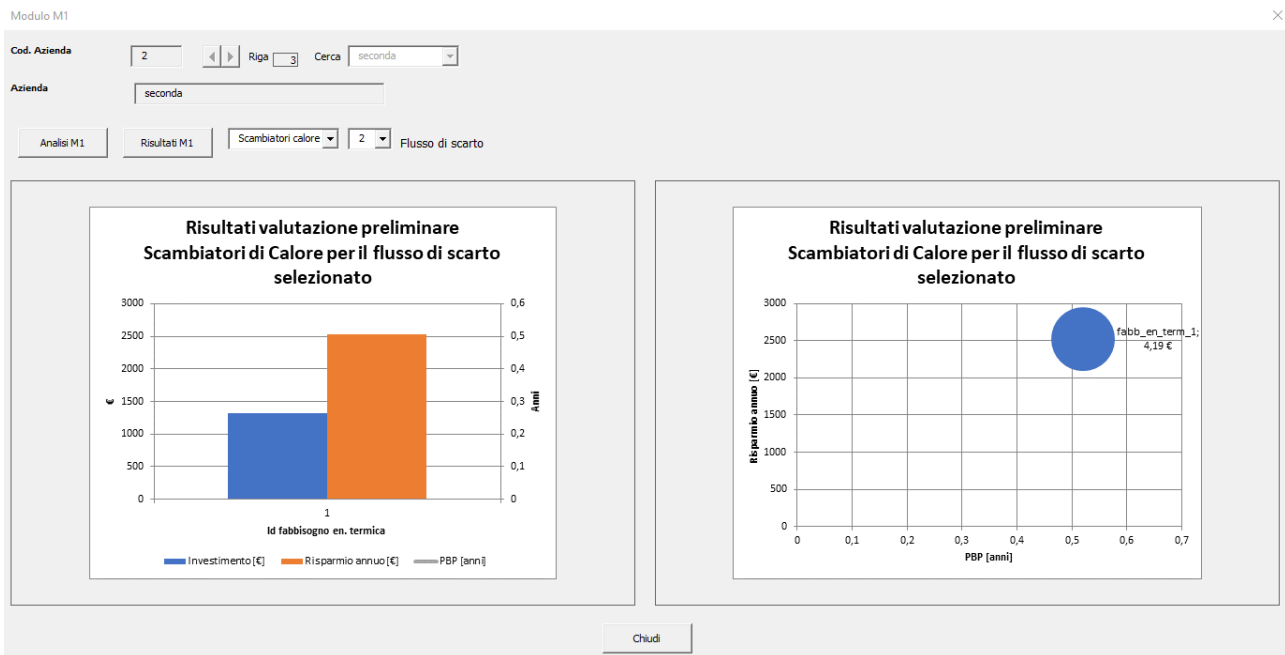 Modulo M1
Cod. Azienda
2
Riga
3
Cerca
seconda
Azienda
seconda
Analisi M1
Risultati M1
Scambiatori calore
2
Flusso di scarto
Risultati valutazione preliminare
Scambiatori di Calore per il flusso di scarto
selezionato
3000
2500
2000
1500
1000
500
0
€
0,6
0,5
0,4
0,3
0,2
0,1
0
Anni
1
Id fabbisogno en. termica
Investimento [€]
Risparmio annuo [€]
PBP [anni]
Risultati valutazione preliminare
Scambiatori di Calore per il flusso di scarto
selezionato
3000
2500
2000
1500
1000
500
0
Risparmio annuo [€]
fabb_en_term_1;
4,19 €
0
0,1
0,2
0,3
0,4
0,5
0,6
0,7
PBP [anni]
Chiudi